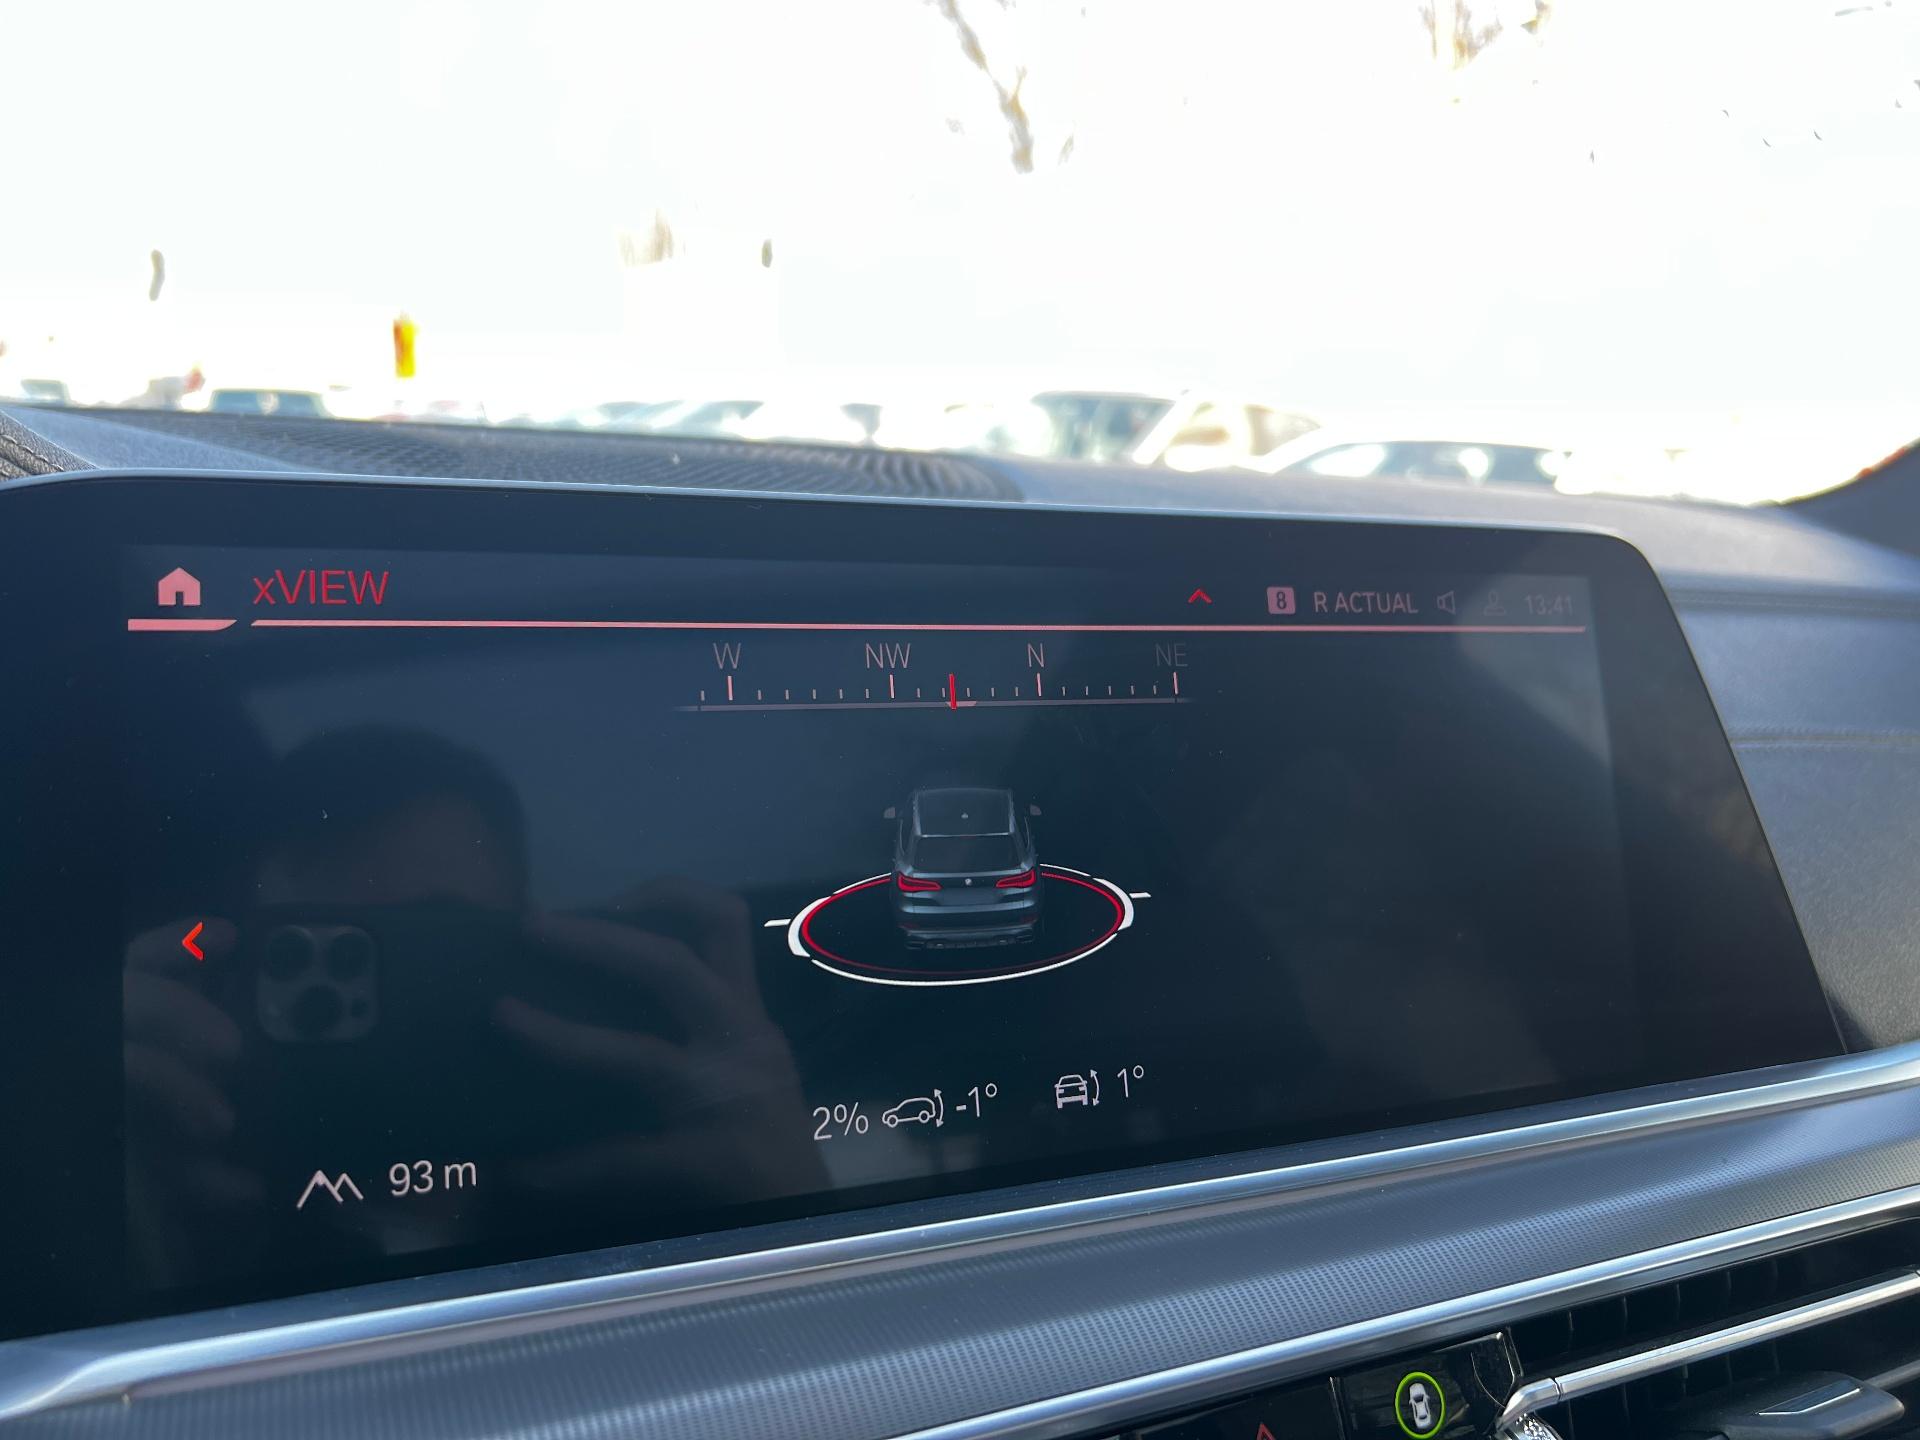 xVIEW
8 R ACTUAL 13:41
W NW N NE
2% -1° 1°
93 m